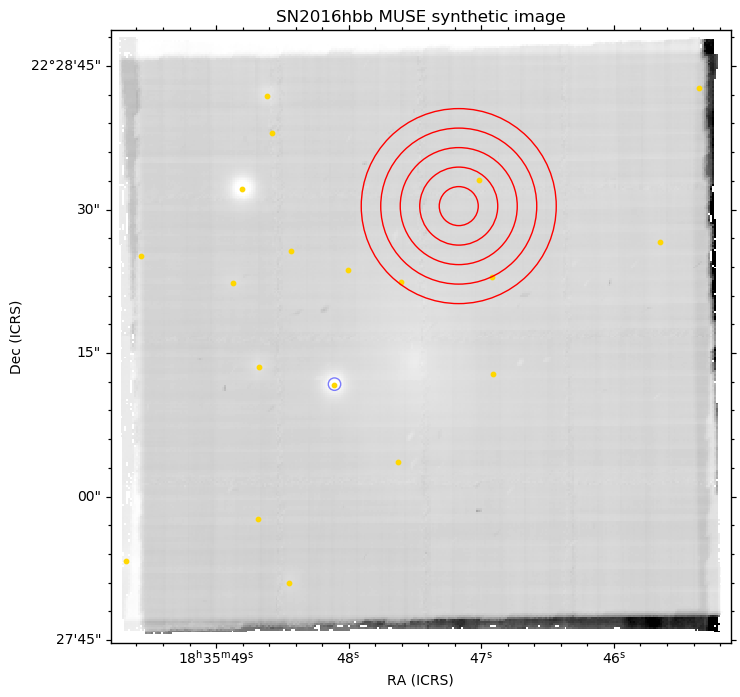 SN2016hbb MUSE synthetic image
22°28'45"
30"
15"
00"
27'45"
Dec (ICRS)
18ʰ35ᵐ49ˢ 48ˢ 47ˢ 46ˢ
RA (ICRS)